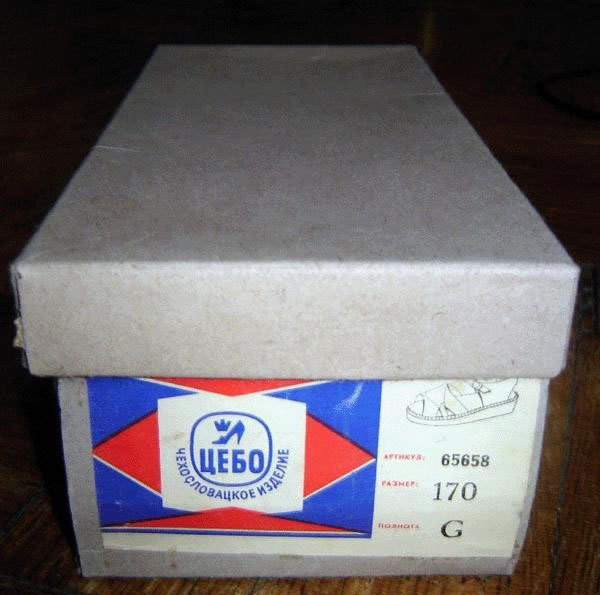 ЦЕБО
ЧЕХОСЛОВАЦКОЕ ИЗДЕЛИЕ
АРТИКУЛ: 65658
РАЗМЕР: 170
ПОЛНОТА G